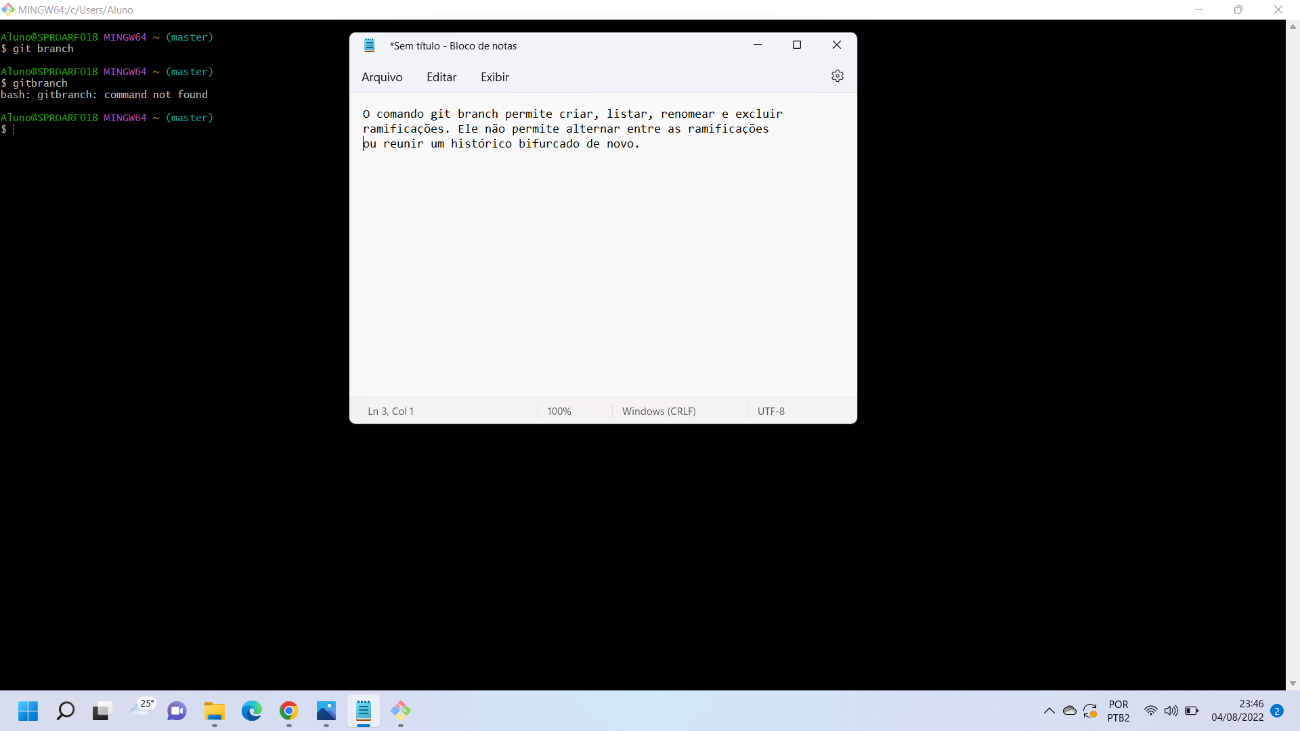 MINGW64:/c/Users/Aluno
Aluno@SPROARF018 MINGW64 ~ (master)
$ git branch
Aluno@SPROARF018 MINGW64 ~ (master)
$ gitbranch
bash: gitbranch: command not found
Aluno@SPROARF018 MINGW64 ~ (master)
$
*Sem título - Bloco de notas
Arquivo Editar Exibir
O comando git branch permite criar, listar, renomear e excluir
ramificações. Ele não permite alternar entre as ramificações
ou reunir um histórico bifurcado de novo.
Ln 3, Col 1 100% Windows (CRLF) UTF-8
25°
POR
PTB2
23:46
04/08/2022
2